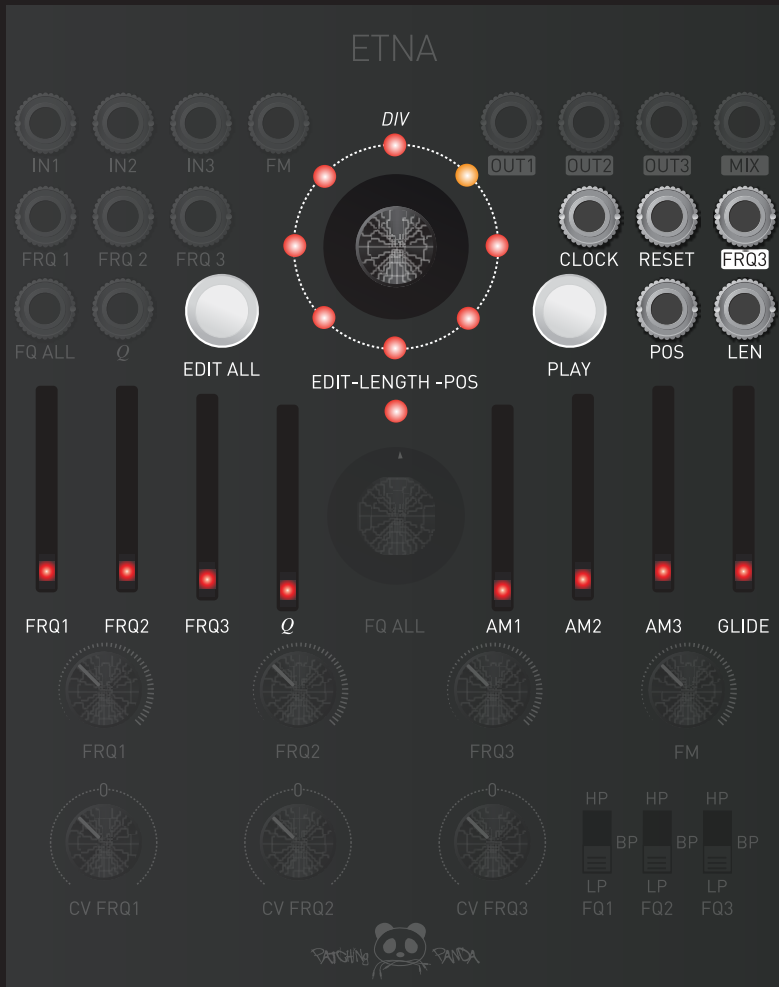 ETNA
DIV
IN1 IN2 IN3 FM OUT1 OUT2 OUT3 MIX
FRQ 1 FRQ 2 FRQ 3 CLOCK RESET FRQ3
FQ ALL Q POS LEN
EDIT ALL PLAY
EDIT-LENGTH -POS
FRQ1 FRQ2 FRQ3 Q FQ ALL AM1 AM2 AM3 GLIDE
FRQ1 FRQ2 FRQ3 FM
0 0 0
HP HP HP
BP BP BP
LP LP LP
CV FRQ1 CV FRQ2 CV FRQ3 FQ1 FQ2 FQ3
PATCHING PANDA